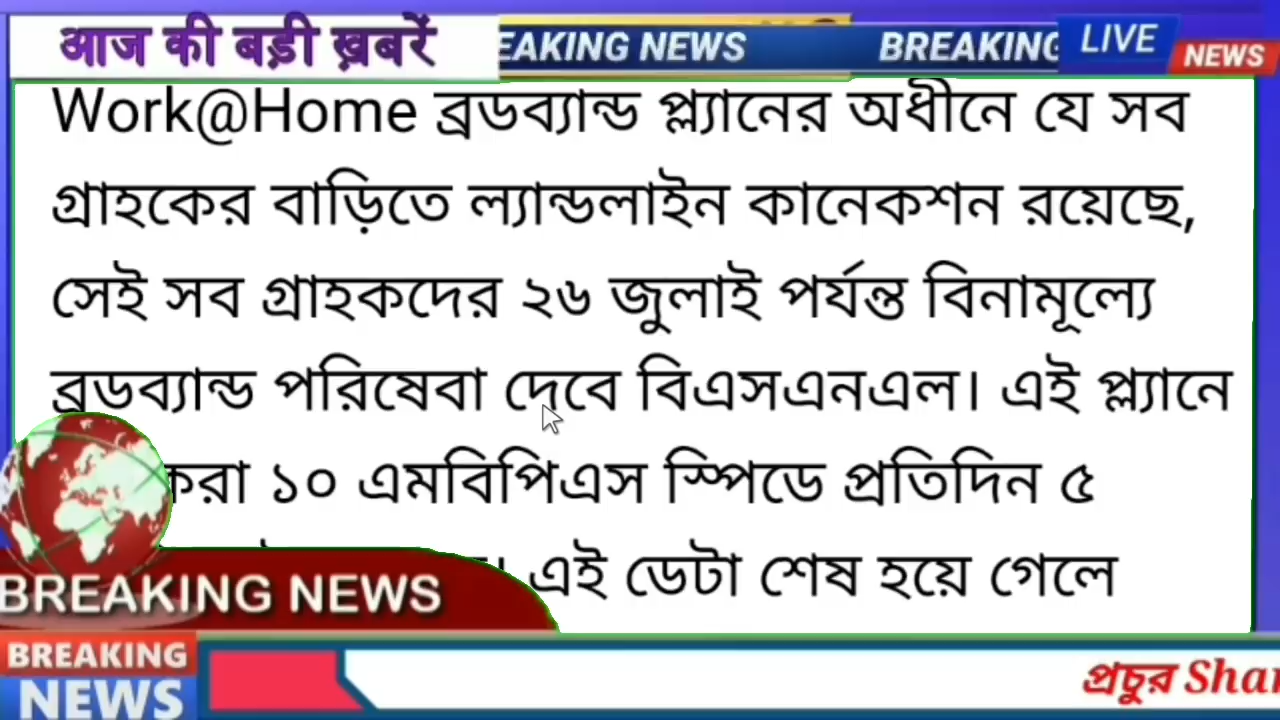 आज की बड़ी ख़बरें
EAKING NEWS BREAKING LIVE NEWS
Work@Home ব্রডব্যান্ড প্ল্যানের অধীনে যে সব
গ্রাহকের বাড়িতে ল্যান্ডলাইন কানেকশন রয়েছে,
সেই সব গ্রাহকদের ২৬ জুলাই পর্যন্ত বিনামূল্যে
ব্রডব্যান্ড পরিষেবা দেবে বিএসএনএল। এই প্ল্যানে
করা ১০ এমবিপিএস স্পিডে প্রতিদিন ৫
এই ডেটা শেষ হয়ে গেলে
BREAKING NEWS
BREAKING
NEWS
প্রচুর Shar